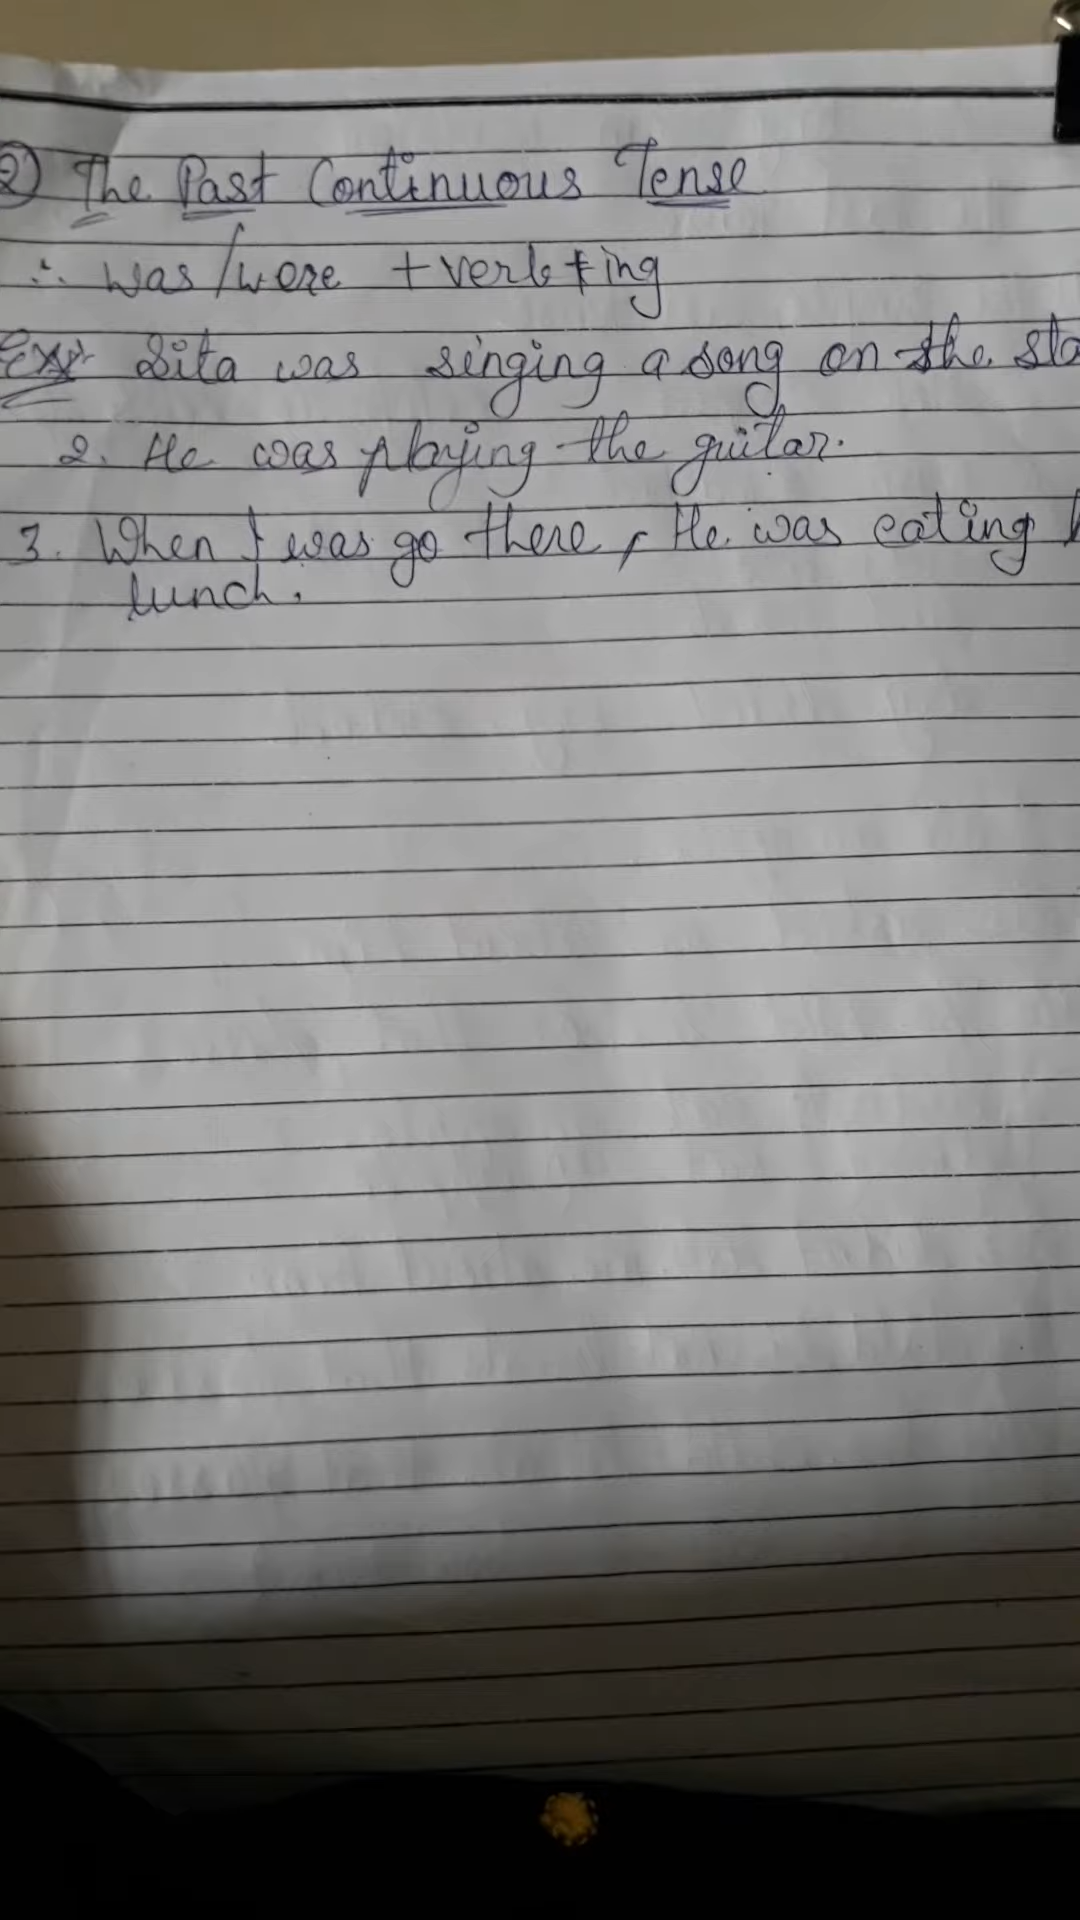 ② The Past Continuous Tense
∴ was/were + verb + ing
Ex:- Sita was singing a song on the sta
2. He was playing the guitar.
3. When I was go there, He was eating h
lunch.